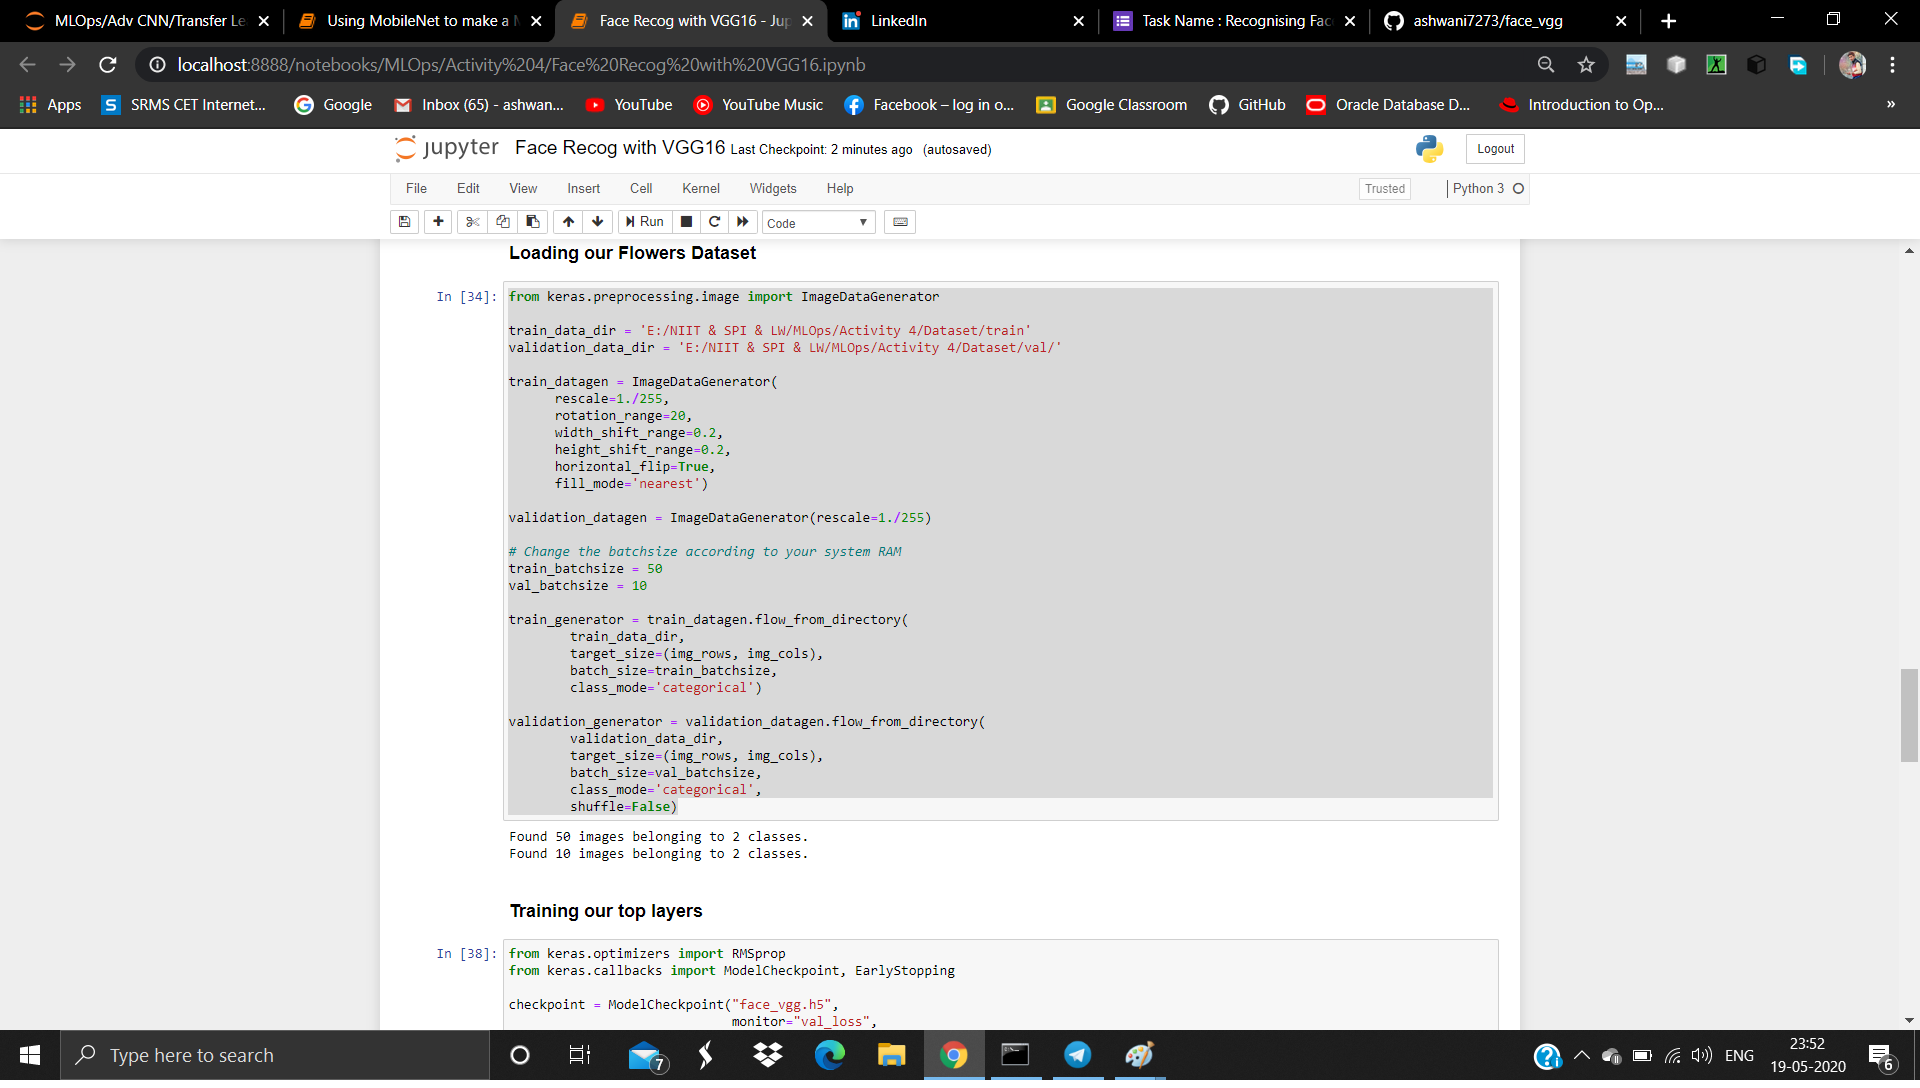 MLOps/Adv CNN/Transfer Le
Using MobileNet to make a M
Face Recog with VGG16 - Jup
LinkedIn
Task Name : Recognising Fac
ashwani7273/face_vgg
localhost:8888/notebooks/MLOps/Activity%204/Face%20Recog%20with%20VGG16.ipynb
Apps
SRMS CET Internet...
Google
Inbox (65) - ashwan...
YouTube
YouTube Music
Facebook – log in o...
Google Classroom
GitHub
Oracle Database D...
Introduction to Op...
»
jupyter Face Recog with VGG16 Last Checkpoint: 2 minutes ago (autosaved)
Logout
File Edit View Insert Cell Kernel Widgets Help
Trusted
Python 3
Run
Code
Loading our Flowers Dataset
In [34]:
from keras.preprocessing.image import ImageDataGenerator
train_data_dir = 'E:/NIIT & SPI & LW/MLOps/Activity 4/Dataset/train'
validation_data_dir = 'E:/NIIT & SPI & LW/MLOps/Activity 4/Dataset/val/'
train_datagen = ImageDataGenerator(
rescale=1./255,
rotation_range=20,
width_shift_range=0.2,
height_shift_range=0.2,
horizontal_flip=True,
fill_mode='nearest')
validation_datagen = ImageDataGenerator(rescale=1./255)
# Change the batchsize according to your system RAM
train_batchsize = 50
val_batchsize = 10
train_generator = train_datagen.flow_from_directory(
train_data_dir,
target_size=(img_rows, img_cols),
batch_size=train_batchsize,
class_mode='categorical')
validation_generator = validation_datagen.flow_from_directory(
validation_data_dir,
target_size=(img_rows, img_cols),
batch_size=val_batchsize,
class_mode='categorical',
shuffle=False)
Found 50 images belonging to 2 classes.
Found 10 images belonging to 2 classes.
Training our top layers
In [38]:
from keras.optimizers import RMSprop
from keras.callbacks import ModelCheckpoint, EarlyStopping
checkpoint = ModelCheckpoint("face_vgg.h5",
monitor="val_loss",
Type here to search
7
ENG
23:52
19-05-2020
6